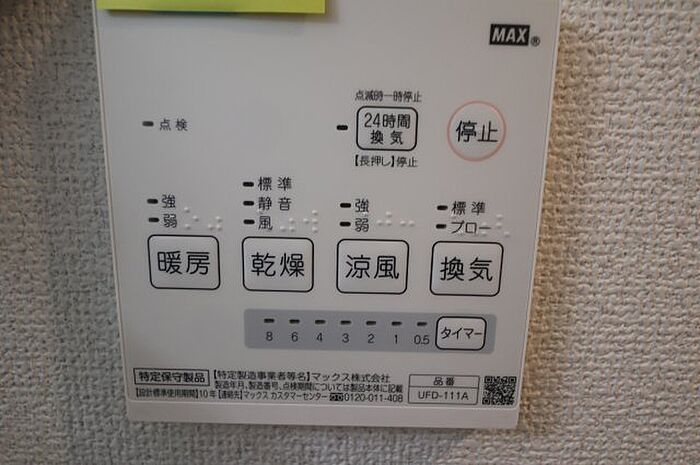 MAX®
点滅時一時停止
点検
24時間
換気
停止
【長押し】停止
強
弱
標準
静音
風
強
弱
標準
ブロー
暖房
乾燥
涼風
換気
8 6 4 3 2 1 0.5
タイマー
特定保守製品
【特定製造事業者等名】マックス株式会社
製造年月、製造番号、点検期間については製品本体に記載
【設計標準使用期間】10年【連絡先】マックス カスタマーセンター 0120-011-408
品番
UFD-111A